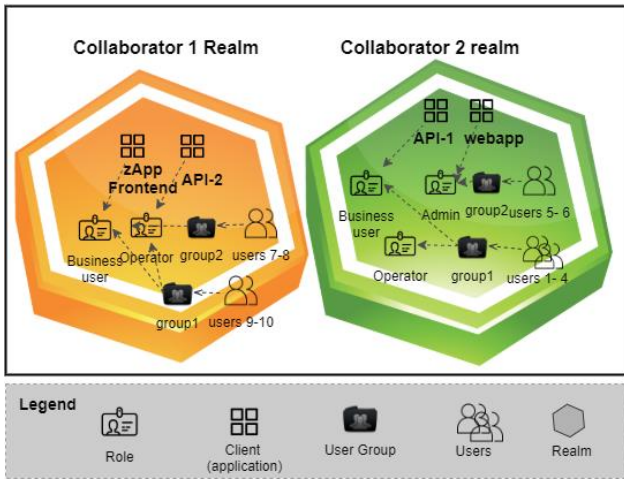 Collaborator 1 Realm
Collaborator 2 realm
zApp
Frontend
API-2
Business
user
Operator
group2
users 7-8
group1
users 9-10
API-1
webapp
Business
user
Admin
group2
users 5- 6
Operator
group1
users 1- 4
Legend
Role
Client
(application)
User Group
Users
Realm